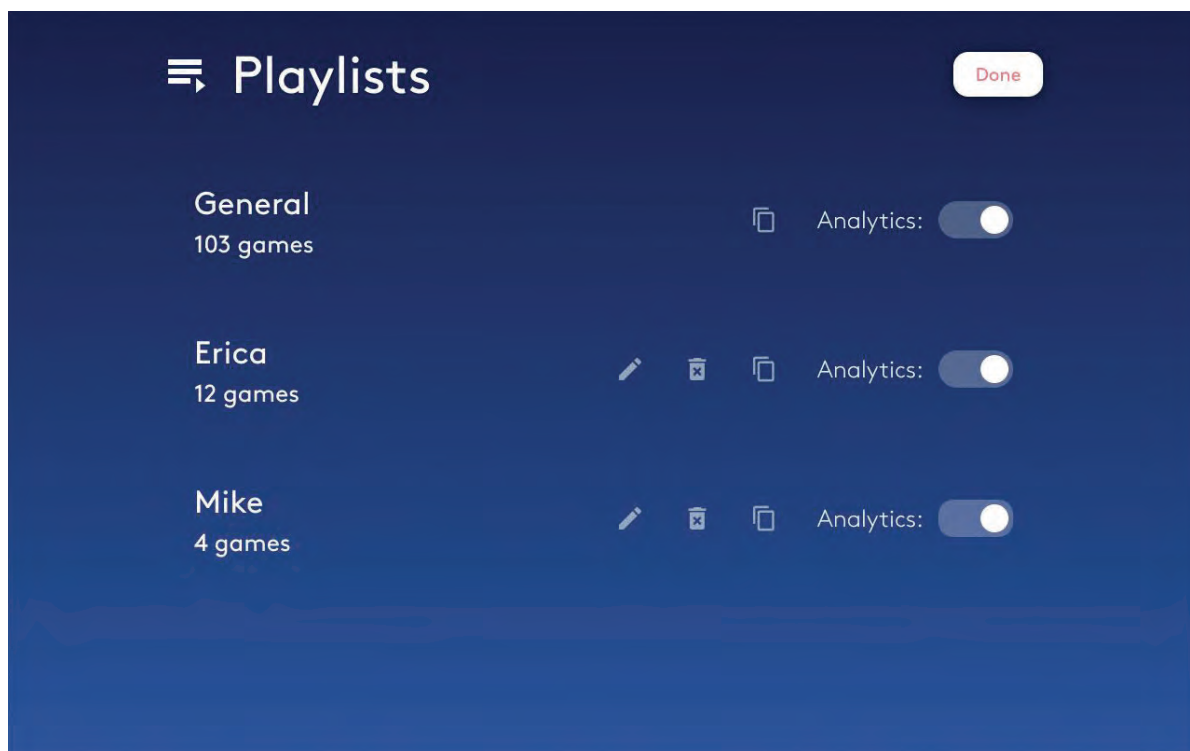 Playlists
Done
General
103 games
Analytics:
Erica
12 games
Analytics:
Mike
4 games
Analytics: